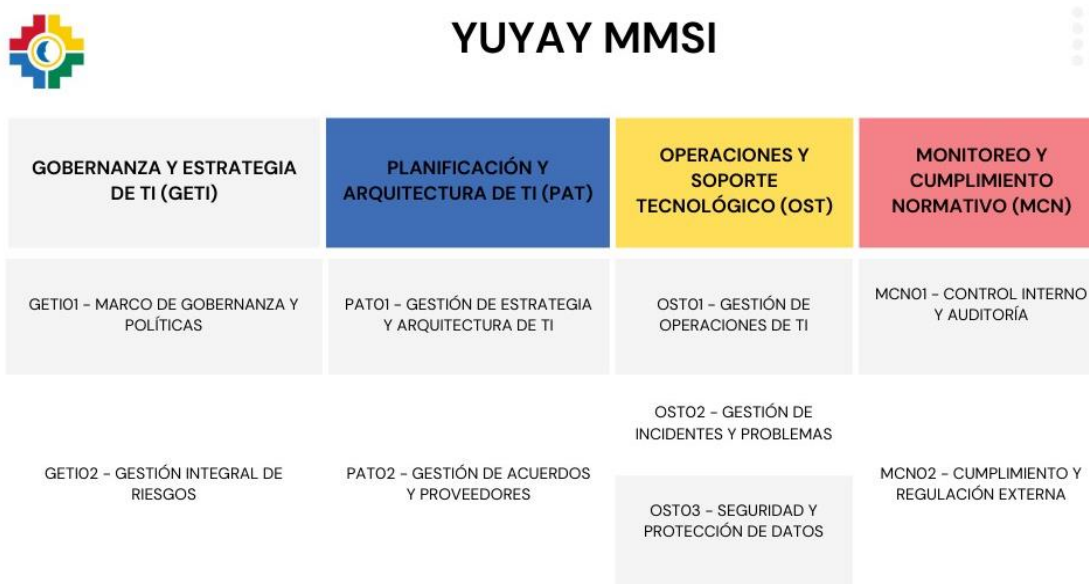 YUYAY MMSI
GOBERNANZA Y ESTRATEGIA
DE TI (GETI)
PLANIFICACIÓN Y
ARQUITECTURA DE TI (PAT)
OPERACIONES Y
SOPORTE
TECNOLÓGICO (OST)
MONITOREO Y
CUMPLIMIENTO
NORMATIVO (MCN)
GETI01 - MARCO DE GOBERNANZA Y
POLÍTICAS
PAT01 - GESTIÓN DE ESTRATEGIA
Y ARQUITECTURA DE TI
OST01 - GESTIÓN DE
OPERACIONES DE TI
MCN01 - CONTROL INTERNO
Y AUDITORÍA
GETI02 - GESTIÓN INTEGRAL DE
RIESGOS
PAT02 - GESTIÓN DE ACUERDOS
Y PROVEEDORES
OST02 - GESTIÓN DE
INCIDENTES Y PROBLEMAS
OST03 - SEGURIDAD Y
PROTECCIÓN DE DATOS
MCN02 - CUMPLIMIENTO Y
REGULACIÓN EXTERNA